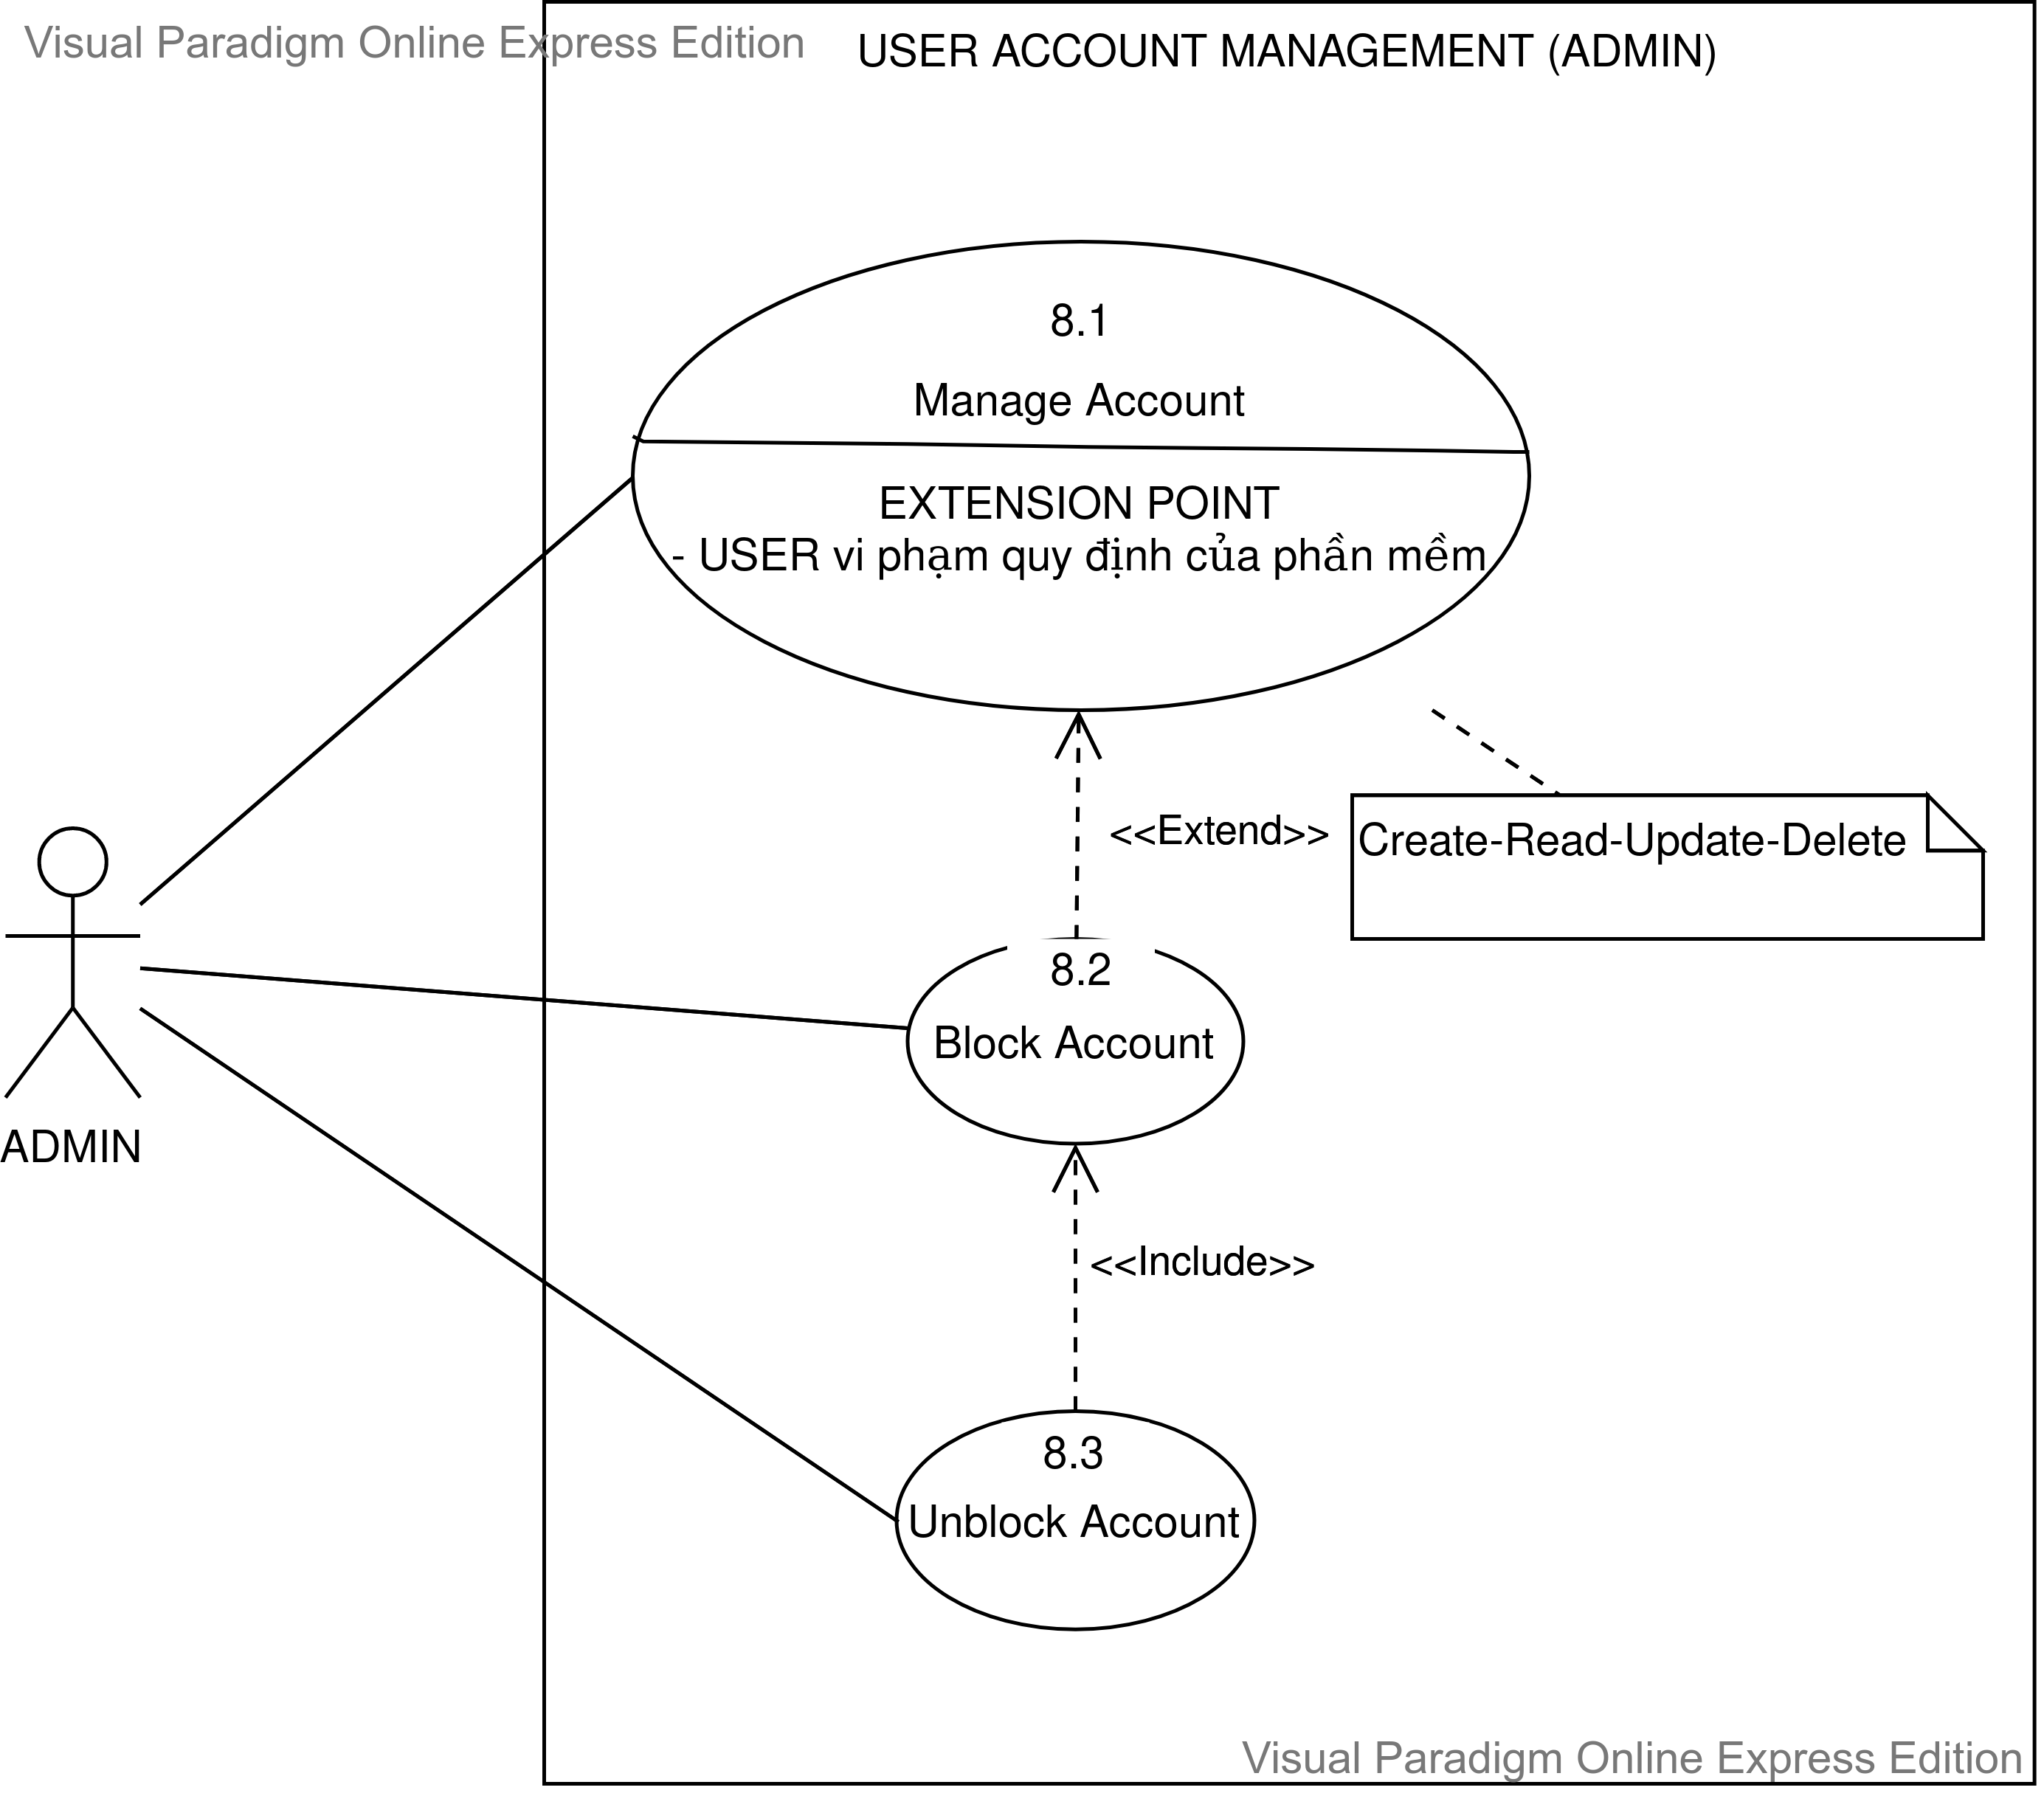 Visual Paradigm Online Express Edition
USER ACCOUNT MANAGEMENT (ADMIN)
8.1
Manage Account
EXTENSION POINT
- USER vi phạm quy định của phần mềm
<<Extend>>
Create-Read-Update-Delete
8.2
Block Account
ADMIN
<<Include>>
8.3
Unblock Account
Visual Paradigm Online Express Edition